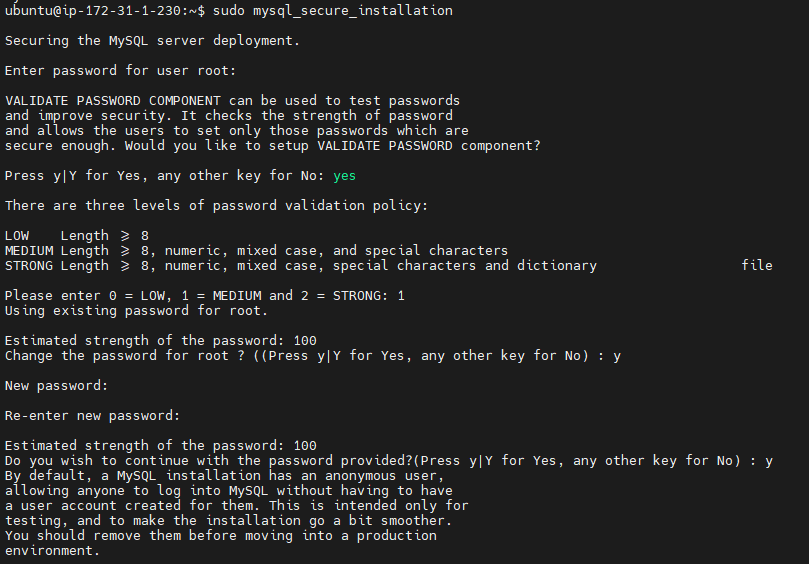 ubuntu@ip-172-31-1-230:~$ sudo mysql_secure_installation
Securing the MySQL server deployment.
Enter password for user root:
VALIDATE PASSWORD COMPONENT can be used to test passwords
and improve security. It checks the strength of password
and allows the users to set only those passwords which are
secure enough. Would you like to setup VALIDATE PASSWORD component?
Press y|Y for Yes, any other key for No: yes
There are three levels of password validation policy:
LOW    Length ⩾ 8
MEDIUM Length ⩾ 8, numeric, mixed case, and special characters
STRONG Length ⩾ 8, numeric, mixed case, special characters and dictionary                  file
Please enter 0 = LOW, 1 = MEDIUM and 2 = STRONG: 1
Using existing password for root.
Estimated strength of the password: 100
Change the password for root ? ((Press y|Y for Yes, any other key for No) : y
New password:
Re-enter new password:
Estimated strength of the password: 100
Do you wish to continue with the password provided?(Press y|Y for Yes, any other key for No) : y
By default, a MySQL installation has an anonymous user,
allowing anyone to log into MySQL without having to have
a user account created for them. This is intended only for
testing, and to make the installation go a bit smoother.
You should remove them before moving into a production
environment.